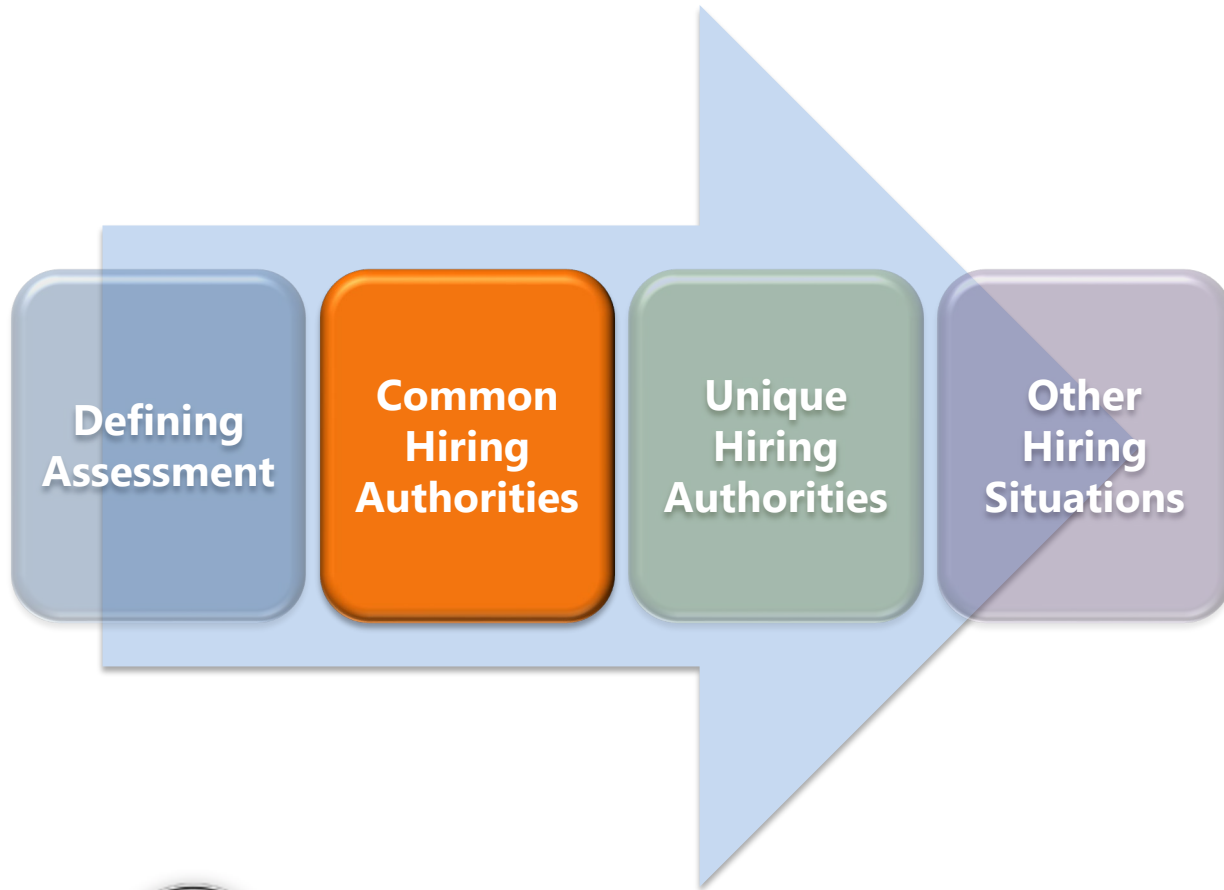 Defining
Assessment
Common
Hiring
Authorities
Unique
Hiring
Authorities
Other
Hiring
Situations